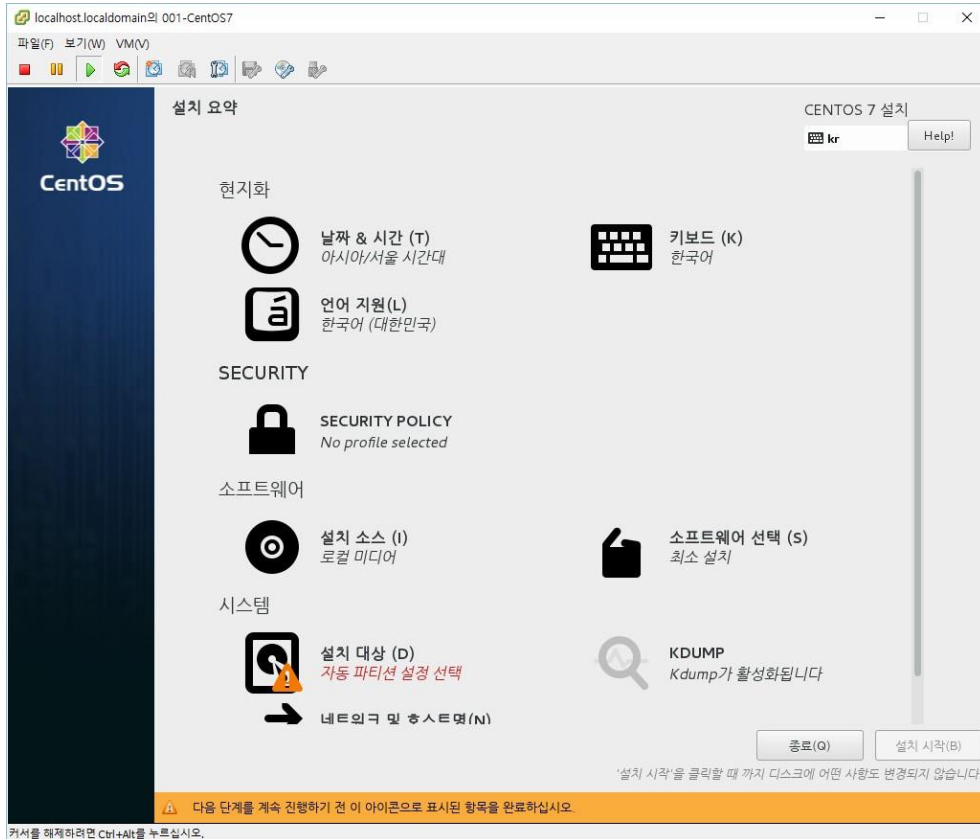 localhost.localdomain의 001-CentOS7
파일(F) 보기(W) VM(V)
설치 요약
CENTOS 7 설치
kr
Help!
CentOS
현지화
날짜 & 시간 (T)
아시아/서울 시간대
키보드 (K)
한국어
언어 지원(L)
한국어 (대한민국)
SECURITY
SECURITY POLICY
No profile selected
소프트웨어
설치 소스 (I)
로컬 미디어
소프트웨어 선택 (S)
최소 설치
시스템
설치 대상 (D)
자동 파티션 설정 선택
KDUMP
Kdump가 활성화됩니다
네트워크 및 호스트명(N)
종료(Q)
설치 시작(B)
'설치 시작'을 클릭할 때 까지 디스크에 어떤 사항도 변경되지 않습니다
다음 단계를 계속 진행하기 전 이 아이콘으로 표시된 항목을 완료하십시오.
커서를 해제하려면 Ctrl+Alt를 누르십시오.